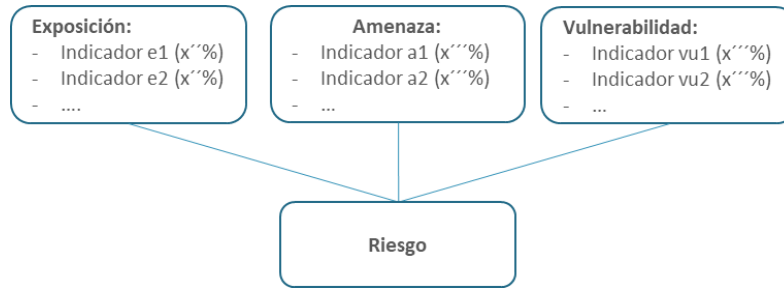 Exposición:
- Indicador e1 (x´´%)
- Indicador e2 (x´´%)
- ….
Amenaza:
- Indicador a1 (x´´´%)
- Indicador a2 (x´´´%)
- ...
Vulnerabilidad:
- Indicador vu1 (x´´´%)
- Indicador vu2 (x´´´%)
- ...
Riesgo